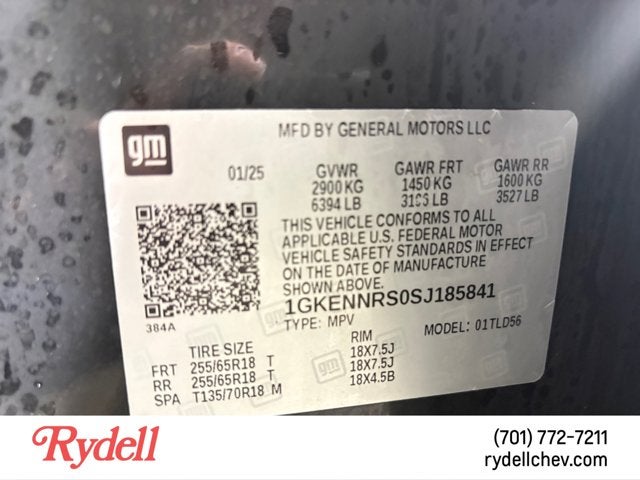 gm
MFD BY GENERAL MOTORS LLC
01/25 GVWR GAWR FRT GAWR RR
2900 KG 1450 KG 1600 KG
6394 LB LB 3527 LB
THIS VEHICLE CONFORMS TO ALL
APPLICABLE U.S. FEDERAL MOTOR
VEHICLE SAFETY STANDARDS IN EFFECT
ON THE DATE OF MANUFACTURE
SHOWN ABOVE.
1GKENNRS0SJ185841
384A
TYPE: MPV MODEL: 01TLD56
TIRE SIZE RIM
FRT 255/65R18 T 18X7.5J
RR 255/65R18 T 18X7.5J
SPA T135/70R18 M 18X4.5B
Rydell
(701) 772-7211
rydellchev.com